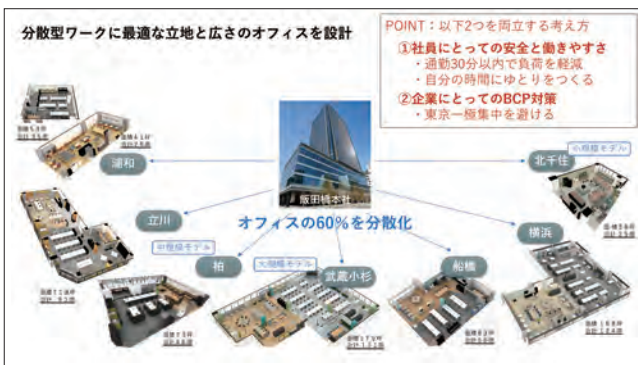 分散型ワークに最適な立地と広さのオフィスを設計
POINT：以下2つを両立する考え方
①社員にとっての安全と働きやすさ
・通勤30分以内で負荷を軽減
・自分の時間にゆとりをつくる
②企業にとってのBCP対策
・東京一極集中を避ける
浦和
飯田橋本社
北千住
小規模モデル
立川
オフィスの60%を分散化
横浜
中規模モデル
柏
大規模モデル
武蔵小杉
船橋